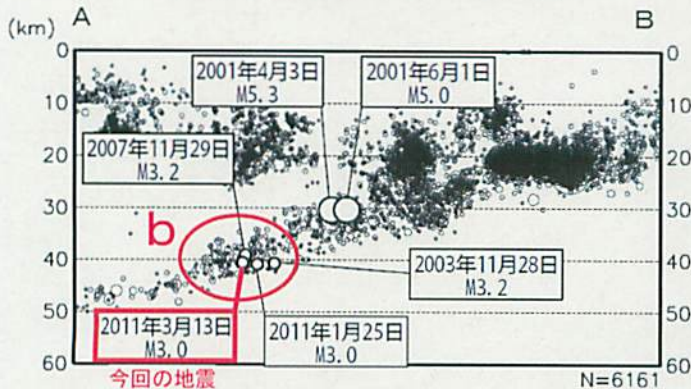 A
B
(km)
0
10
20
30
40
50
60
0
10
20
30
40
50
60
2001年4月3日
M5.3
2001年6月1日
M5.0
2007年11月29日
M3.2
b
2003年11月28日
M3.2
2011年3月13日
M3.0
2011年1月25日
M3.0
今回の地震
N=6161